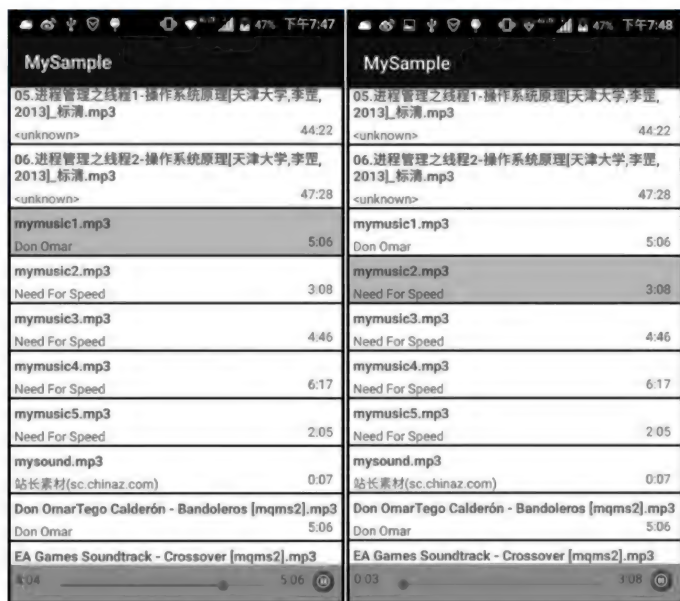 47% 下午7:47
MySample
05.进程管理之线程1-操作系统原理[天津大学,李罡,
2013]_标清.mp3
<unknown> 44:22
06.进程管理之线程2-操作系统原理[天津大学,李罡,
2013]_标清.mp3
<unknown> 47:28
mymusic1.mp3
Don Omar 5:06
mymusic2.mp3
Need For Speed 3:08
mymusic3.mp3
Need For Speed 4:46
mymusic4.mp3
Need For Speed 6:17
mymusic5.mp3
Need For Speed 2:05
mysound.mp3
站长素材(sc.chinaz.com) 0:07
Don OmarTego Calderón - Bandoleros [mqms2].mp3
Don Omar 5:06
EA Games Soundtrack - Crossover [mqms2].mp3
4:04 5:06
47% 下午7:48
MySample
05.进程管理之线程1-操作系统原理[天津大学,李罡,
2013]_标清.mp3
<unknown> 44:22
06.进程管理之线程2-操作系统原理[天津大学,李罡,
2013]_标清.mp3
<unknown> 47:28
mymusic1.mp3
Don Omar 5:06
mymusic2.mp3
Need For Speed 3:08
mymusic3.mp3
Need For Speed 4:46
mymusic4.mp3
Need For Speed 6:17
mymusic5.mp3
Need For Speed 2:05
mysound.mp3
站长素材(sc.chinaz.com) 0:07
Don OmarTego Calderón - Bandoleros [mqms2].mp3
Don Omar 5:06
EA Games Soundtrack - Crossover [mqms2].mp3
0:03 3:08